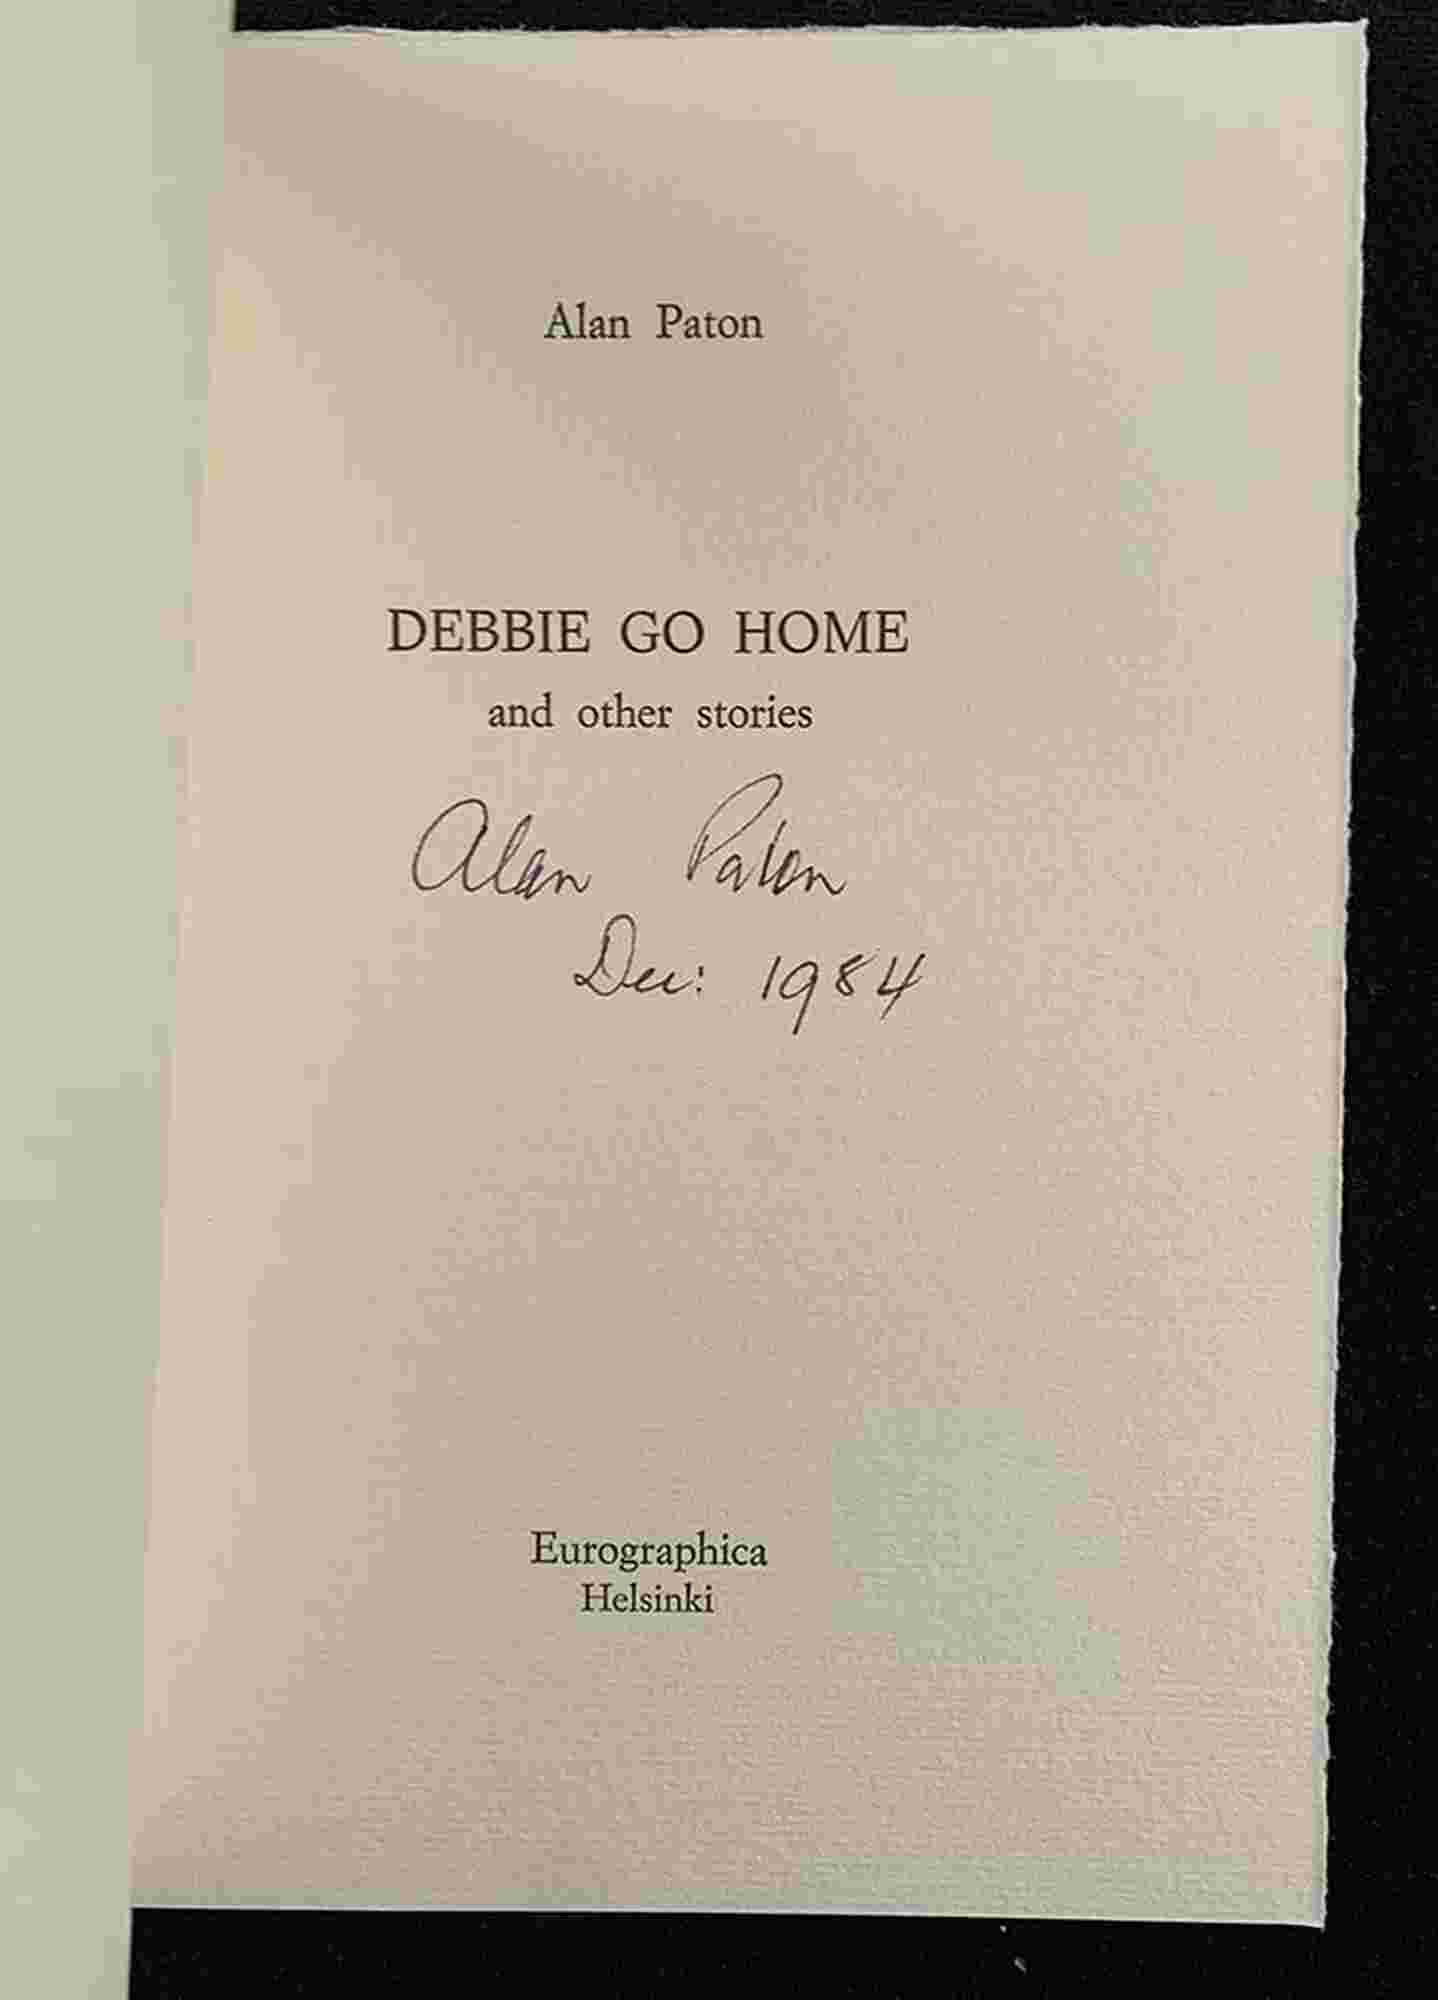 Alan Paton
DEBBIE GO HOME
and other stories
Alan Paton
Dec: 1984
Eurographica
Helsinki